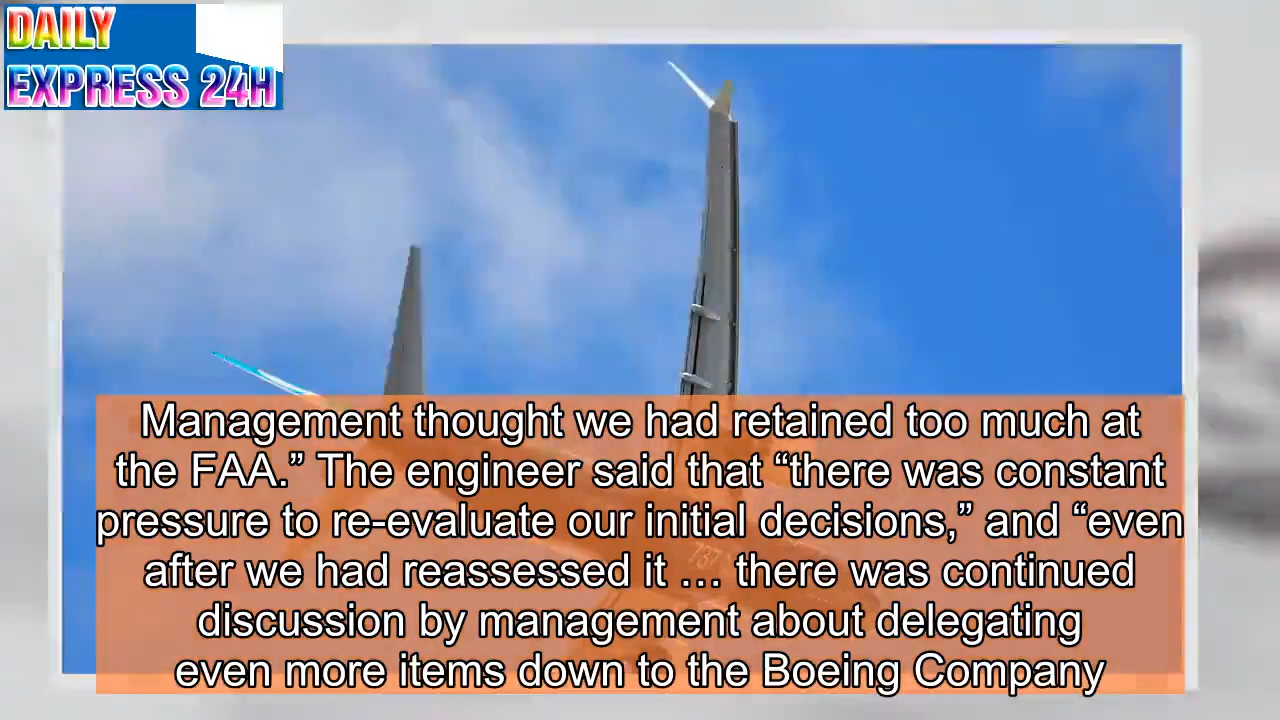 DAILY
EXPRESS 24H
Management thought we had retained too much at
the FAA.” The engineer said that “there was constant
pressure to re-evaluate our initial decisions,” and “even
after we had reassessed it … there was continued
discussion by management about delegating
even more items down to the Boeing Company
737